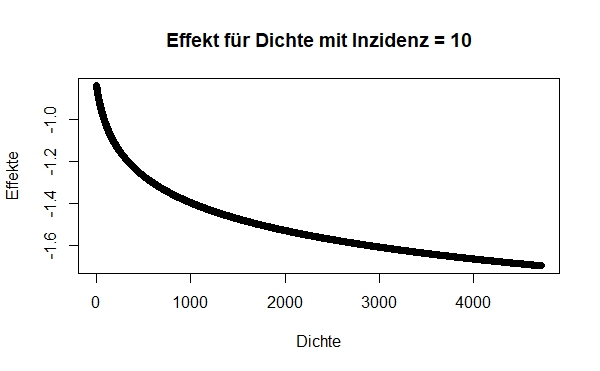 Effekt für Dichte mit Inzidenz = 10
Effekte
-1.0
-1.2
-1.4
-1.6
0 1000 2000 3000 4000
Dichte